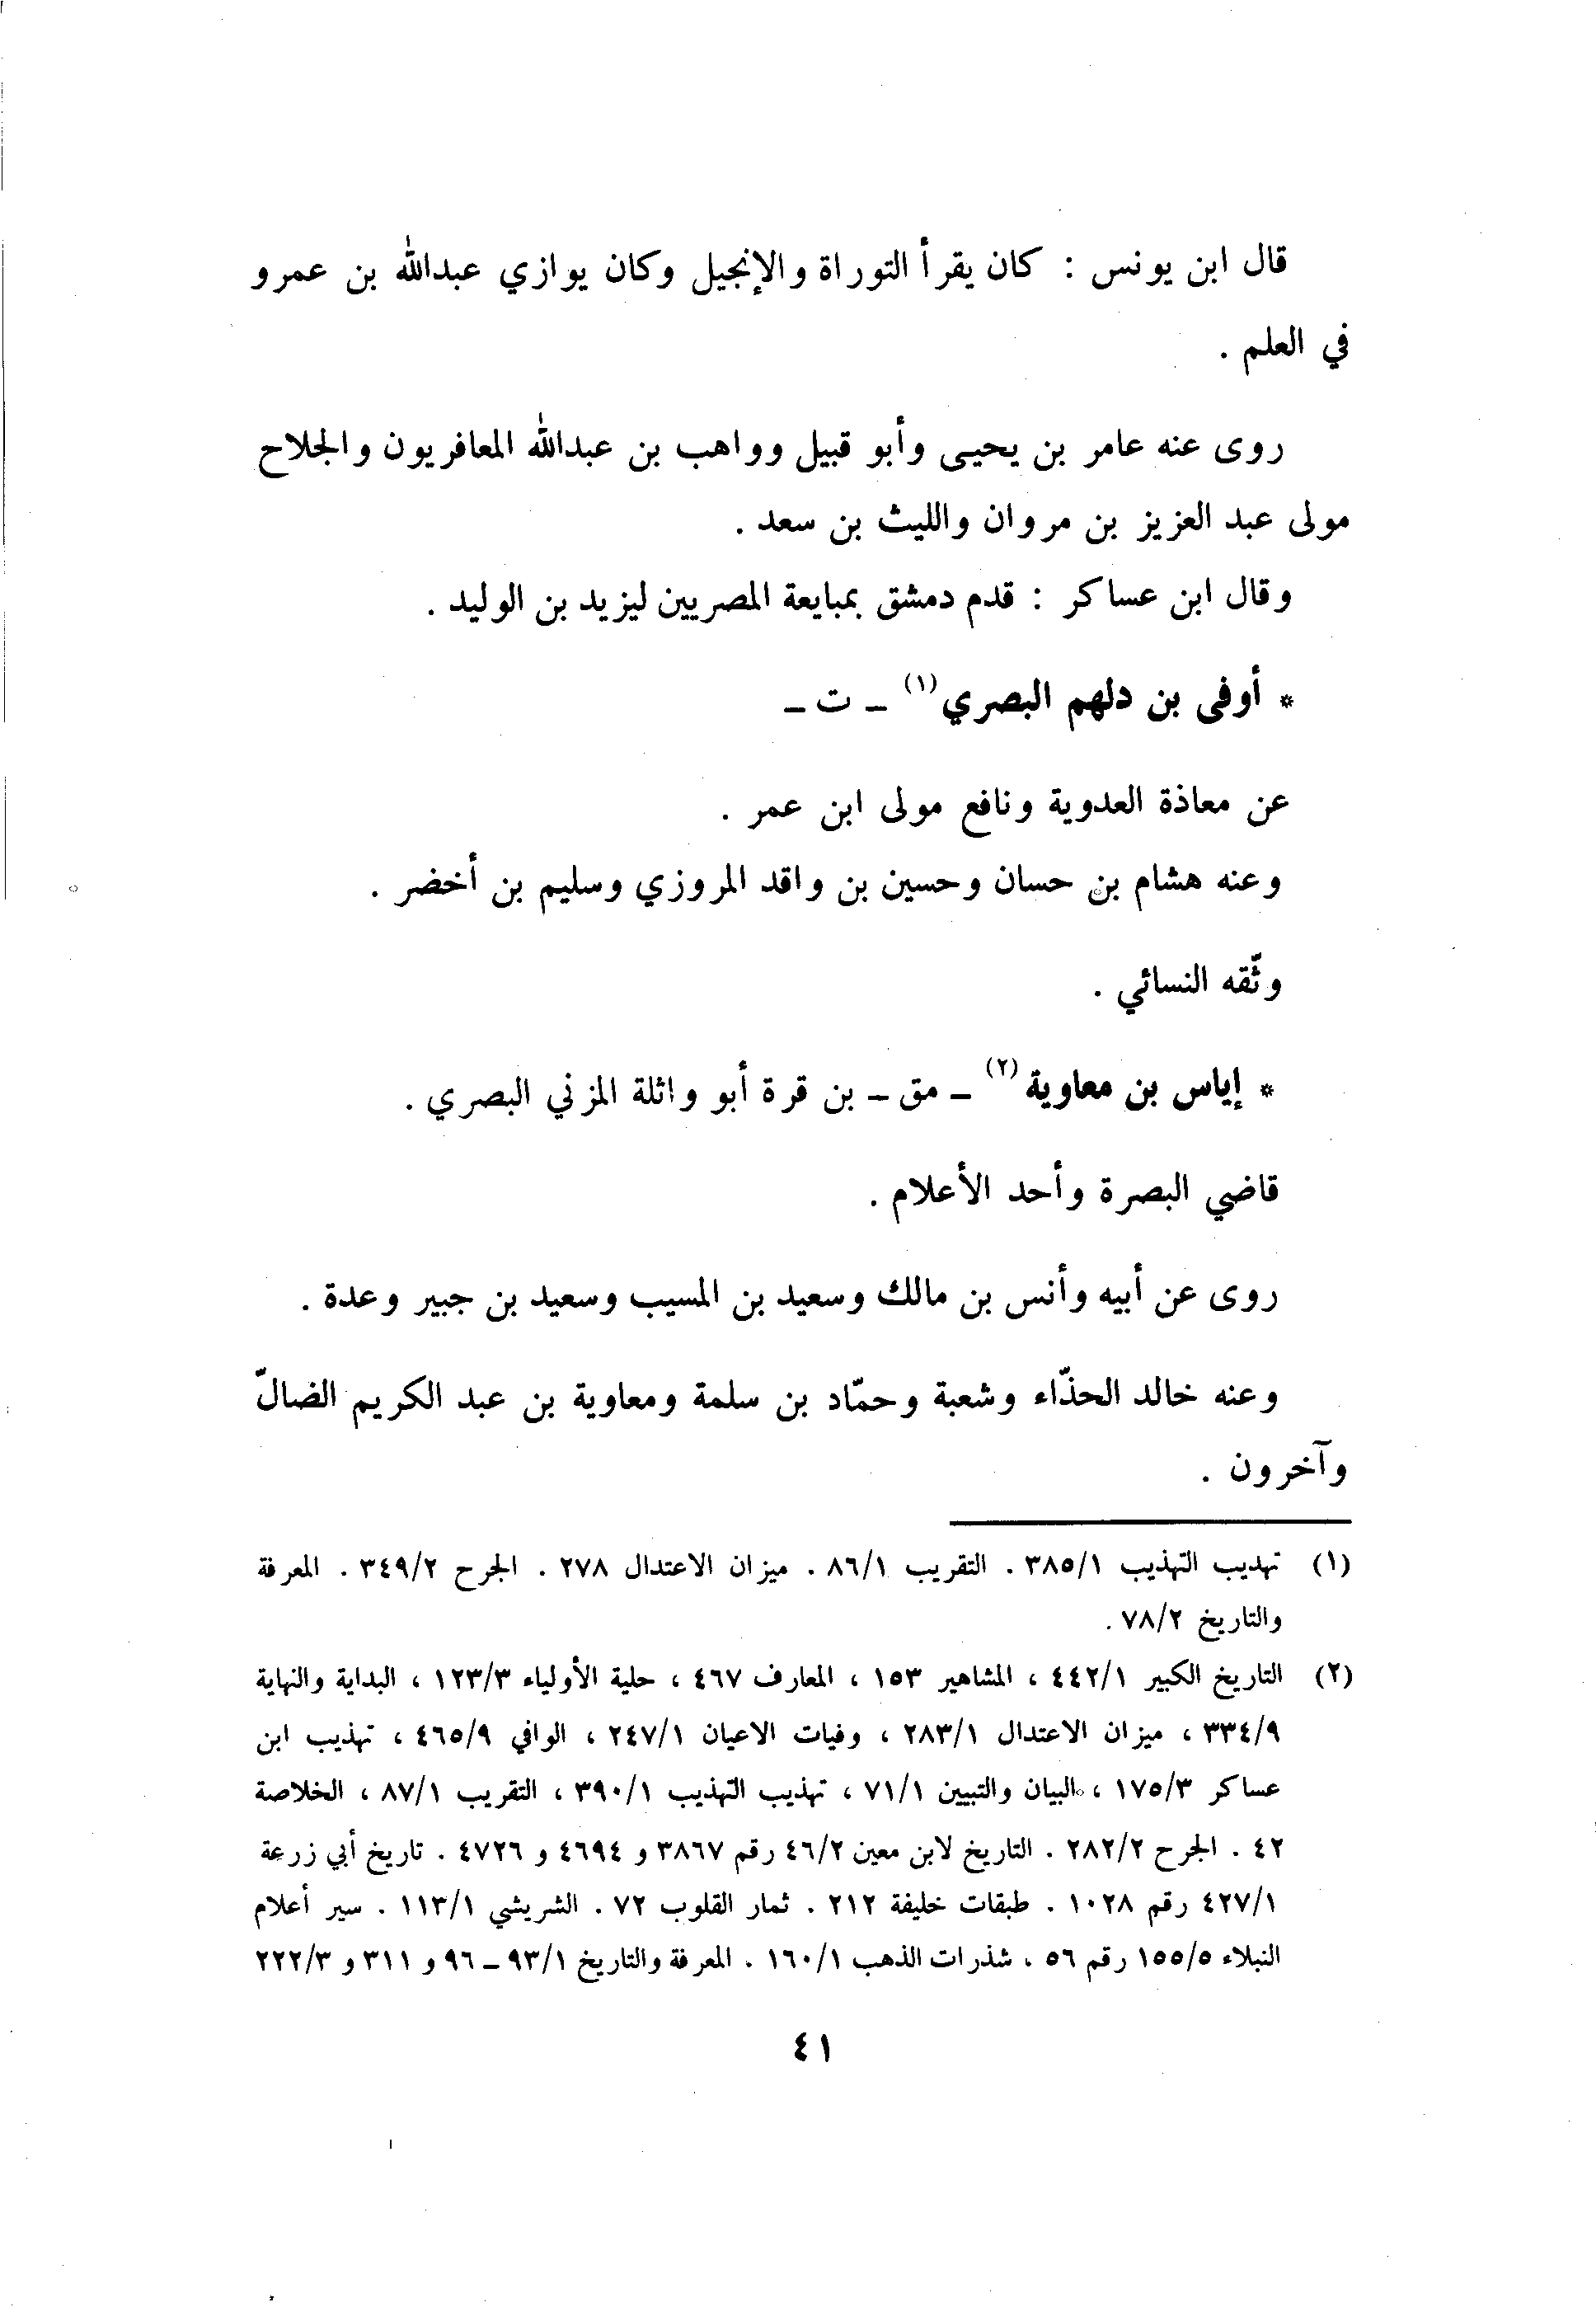 قال ابن يونس : كان يقرأ التوراة والإنجيل وكان يوازي عبدالله بن عمرو
في العلم .
روى عنه عامر بن يحيى وأبو قبيل وواهب بن عبدالله المعافريون والجلاح
مولى عبد العزيز بن مروان والليث بن سعد .
وقال ابن عساكر : قدم دمشق بمبايعة المصريين ليزيد بن الوليد .
* أوفى بن دلهم البصري (١) - ت -
عن معاذة العدوية ونافع مولى ابن عمر .
وعنه هشام بن حسان وحسين بن واقد المروزي وسليم بن أخضر .
وثّقه النسائي .
* إياس بن معاوية (٢) - مق - بن قرة أبو واثلة المزني البصري .
قاضي البصرة وأحد الأعلام .
روى عن أبيه وأنس بن مالك وسعيد بن المسيب وسعيد بن جبير وعدة .
وعنه خالد الحذّاء وشعبة وحمّاد بن سلمة ومعاوية بن عبد الكريم الضالّ
وآخرون .
(١) تهديب التهذيب ٣٨٥/١ . التقريب ٨٦/١ . ميزان الاعتدال ٢٧٨ . الجرح ٣٤٩/٢ . المعرفة
والتاريخ ٧٨/٢ .
(٢) التاريخ الكبير ٤٤٢/١ ، المشاهير ١٥٣ ، المعارف ٤٦٧ ، حلية الأولياء ١٢٣/٣ ، البداية والنهاية
٣٣٤/٩ ، ميزان الاعتدال ٢٨٣/١ ، وفيات الاعيان ٢٤٧/١ ، الوافي ٤٦٥/٩ ، تهذيب ابن
عساكر ١٧٥/٣ ، البيان والتبيين ٧١/١ ، تهذيب التهذيب ٣٩٠/١ ، التقريب ٨٧/١ ، الخلاصة
٤٢ . الجرح ٢٨٢/٢ . التاريخ لابن معين ٤٦/٢ رقم ٣٨٦٧ و ٤٦٩٤ و ٤٧٢٦ . تاريخ أبي زرعة
٤٢٧/١ رقم ١٠٢٨ . طبقات خليفة ٢١٢ . ثمار القلوب ٧٢ . الشريشي ١١٣/١ . سير أعلام
النبلاء ١٥٥/٥ رقم ٥٦ ، شذرات الذهب ١٦٠/١ . المعرفة والتاريخ ٩٣/١ - ٩٦ و ٣١١ و ٢٢٢/٣
٤١